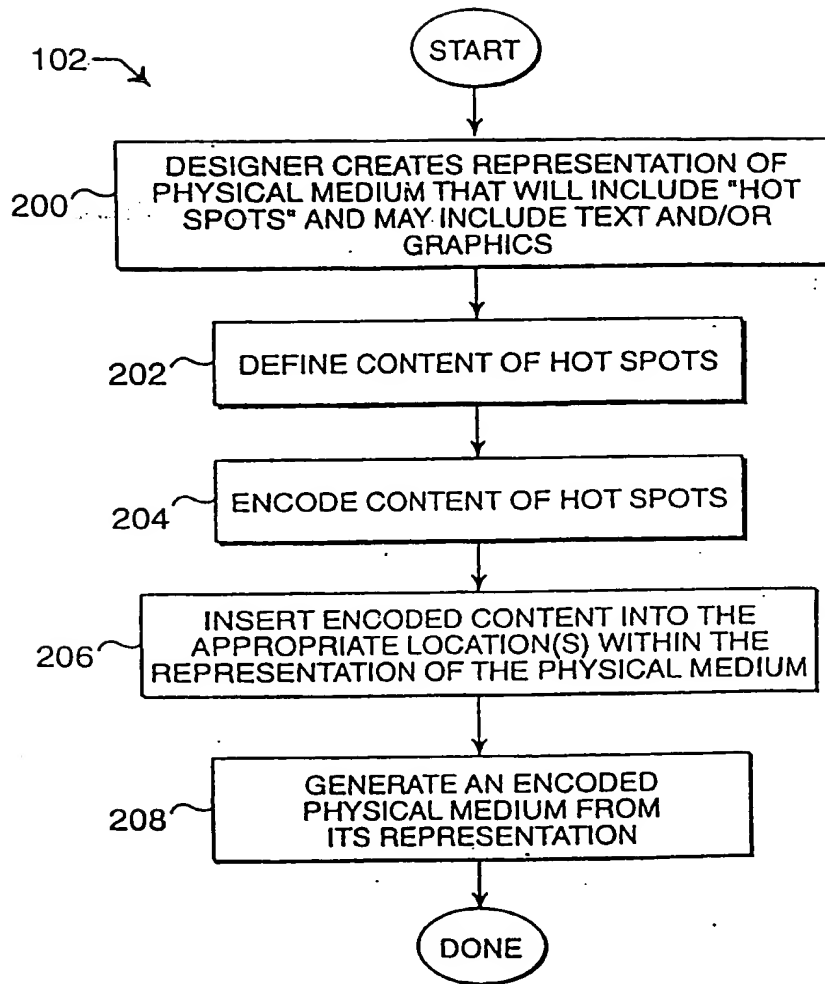 START
102
DESIGNER CREATES REPRESENTATION OF
PHYSICAL MEDIUM THAT WILL INCLUDE "HOT
SPOTS" AND MAY INCLUDE TEXT AND/OR
GRAPHICS
200
DEFINE CONTENT OF HOT SPOTS
202
ENCODE CONTENT OF HOT SPOTS
204
INSERT ENCODED CONTENT INTO THE
APPROPRIATE LOCATION(S) WITHIN THE
REPRESENTATION OF THE PHYSICAL MEDIUM
206
GENERATE AN ENCODED
PHYSICAL MEDIUM FROM
ITS REPRESENTATION
208
DONE